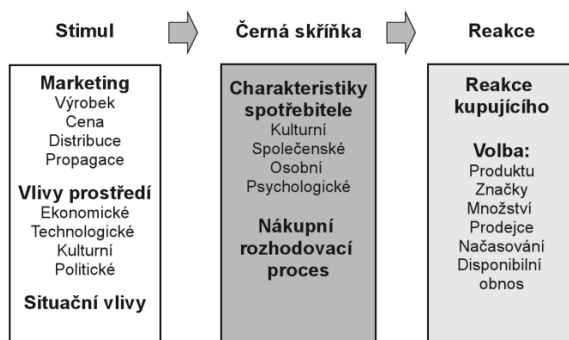 Stimul
Černá skříňka
Reakce
Marketing
Výrobek
Cena
Distribuce
Propagace
Vlivy prostředí
Ekonomické
Technologické
Kulturní
Politické
Situační vlivy
Charakteristiky
spotřebitele
Kulturní
Společenské
Osobní
Psychologické
Nákupní
rozhodovací
proces
Reakce
kupujícího
Volba:
Produktu
Značky
Množství
Prodejce
Načasování
Disponibilní
obnos